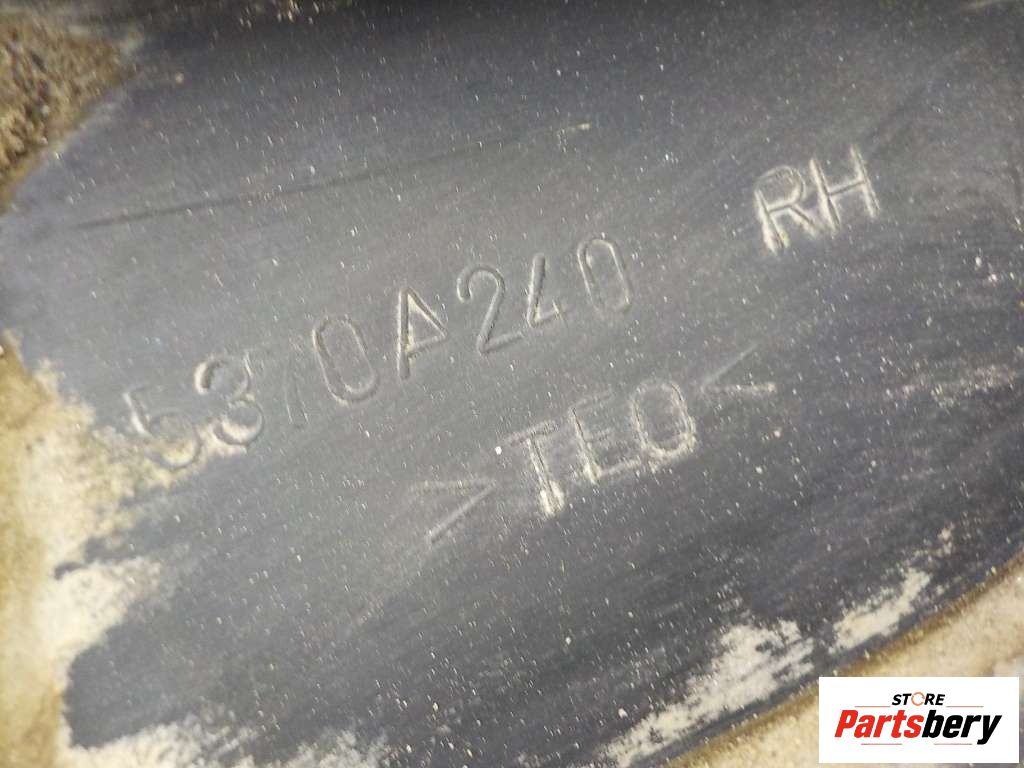 5370A240 RH
>TEO<
STORE
Partsbery